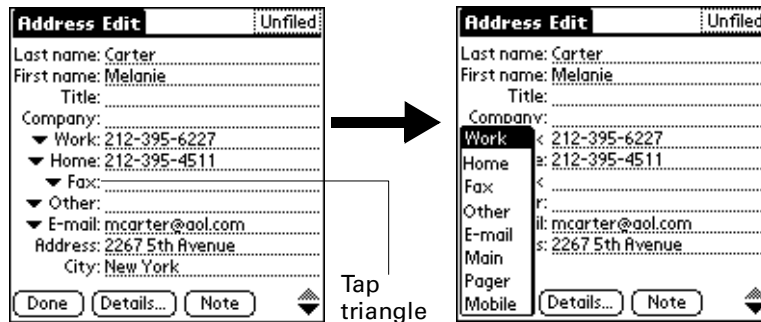 Address Edit Unfiled
Last name: Carter
First name: Melanie
Title:
Company:
Work: 212-395-6227
Home: 212-395-4511
Fax:
Other:
E-mail: mcarter@aol.com
Address: 2267 5th Avenue
City: New York
Done Details... Note
Tap
triangle
Address Edit Unfiled
Last name: Carter
First name: Melanie
Title:
Company:
Work 212-395-6227
Home e: 212-395-4511
Fax
Other r:
E-mail il: mcarter@aol.com
Main s: 2267 5th Avenue
Pager
Mobile Details... Note